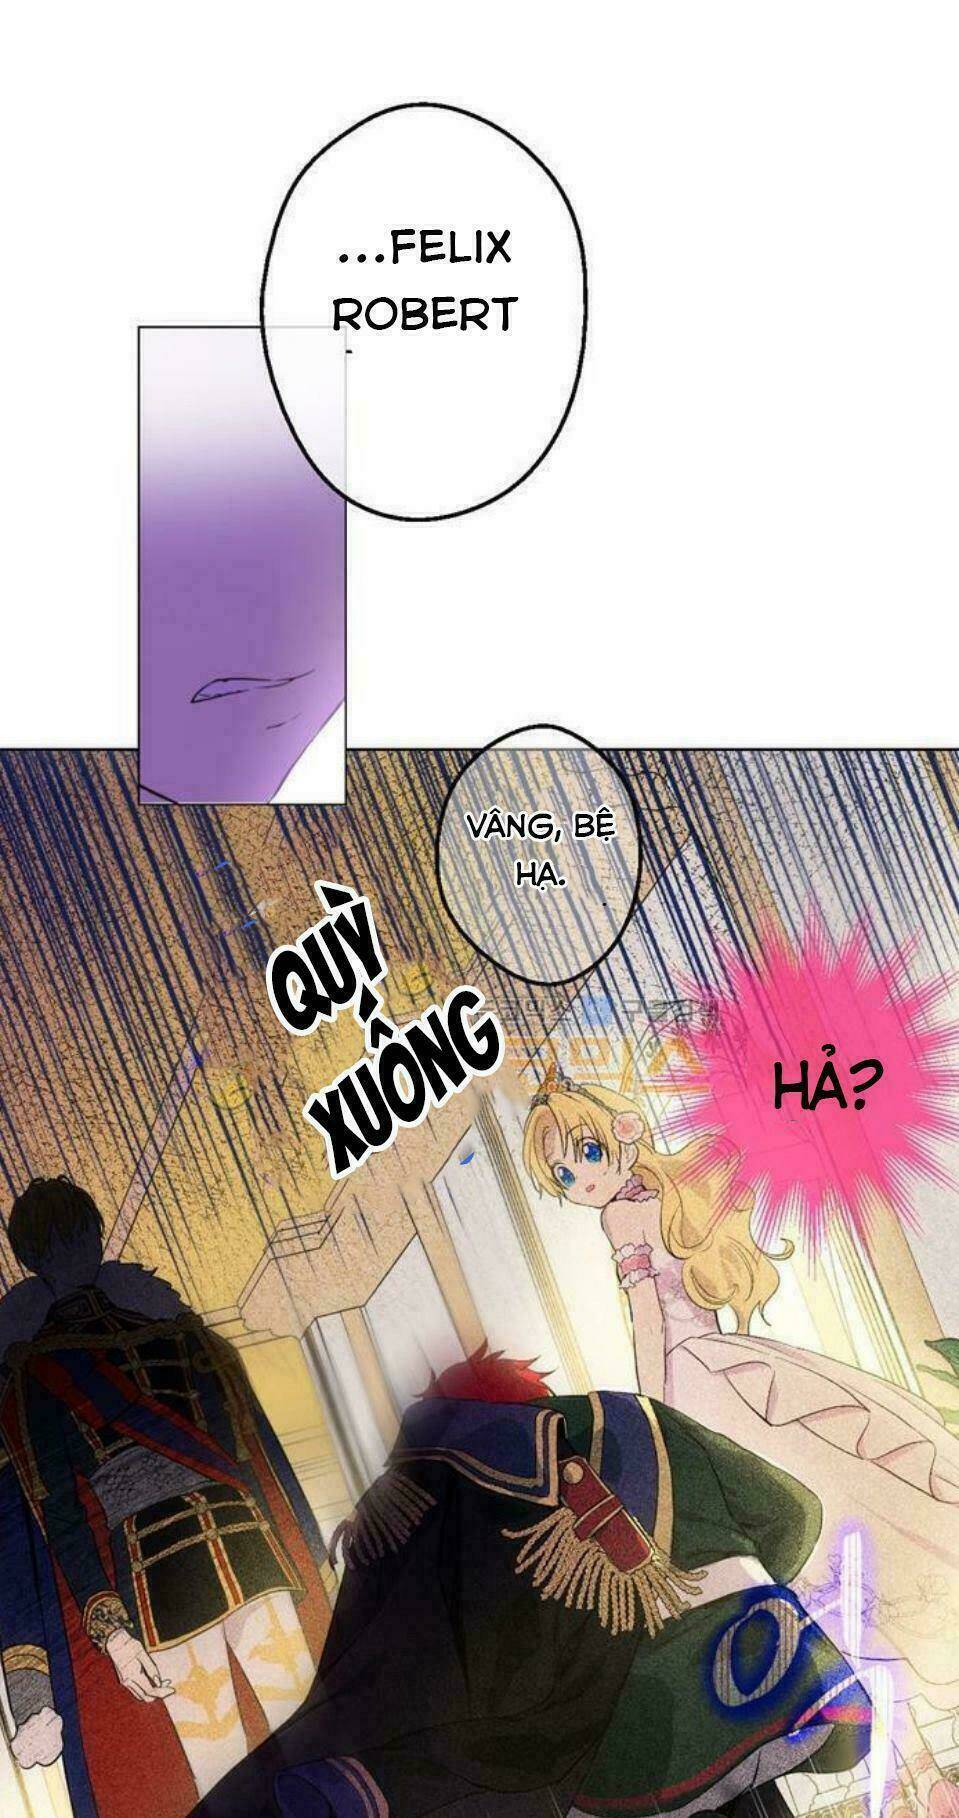 ...FELIX
ROBERT
VÂNG, BỆ
HẠ.
QUỲ
XUỐNG
HẢ?